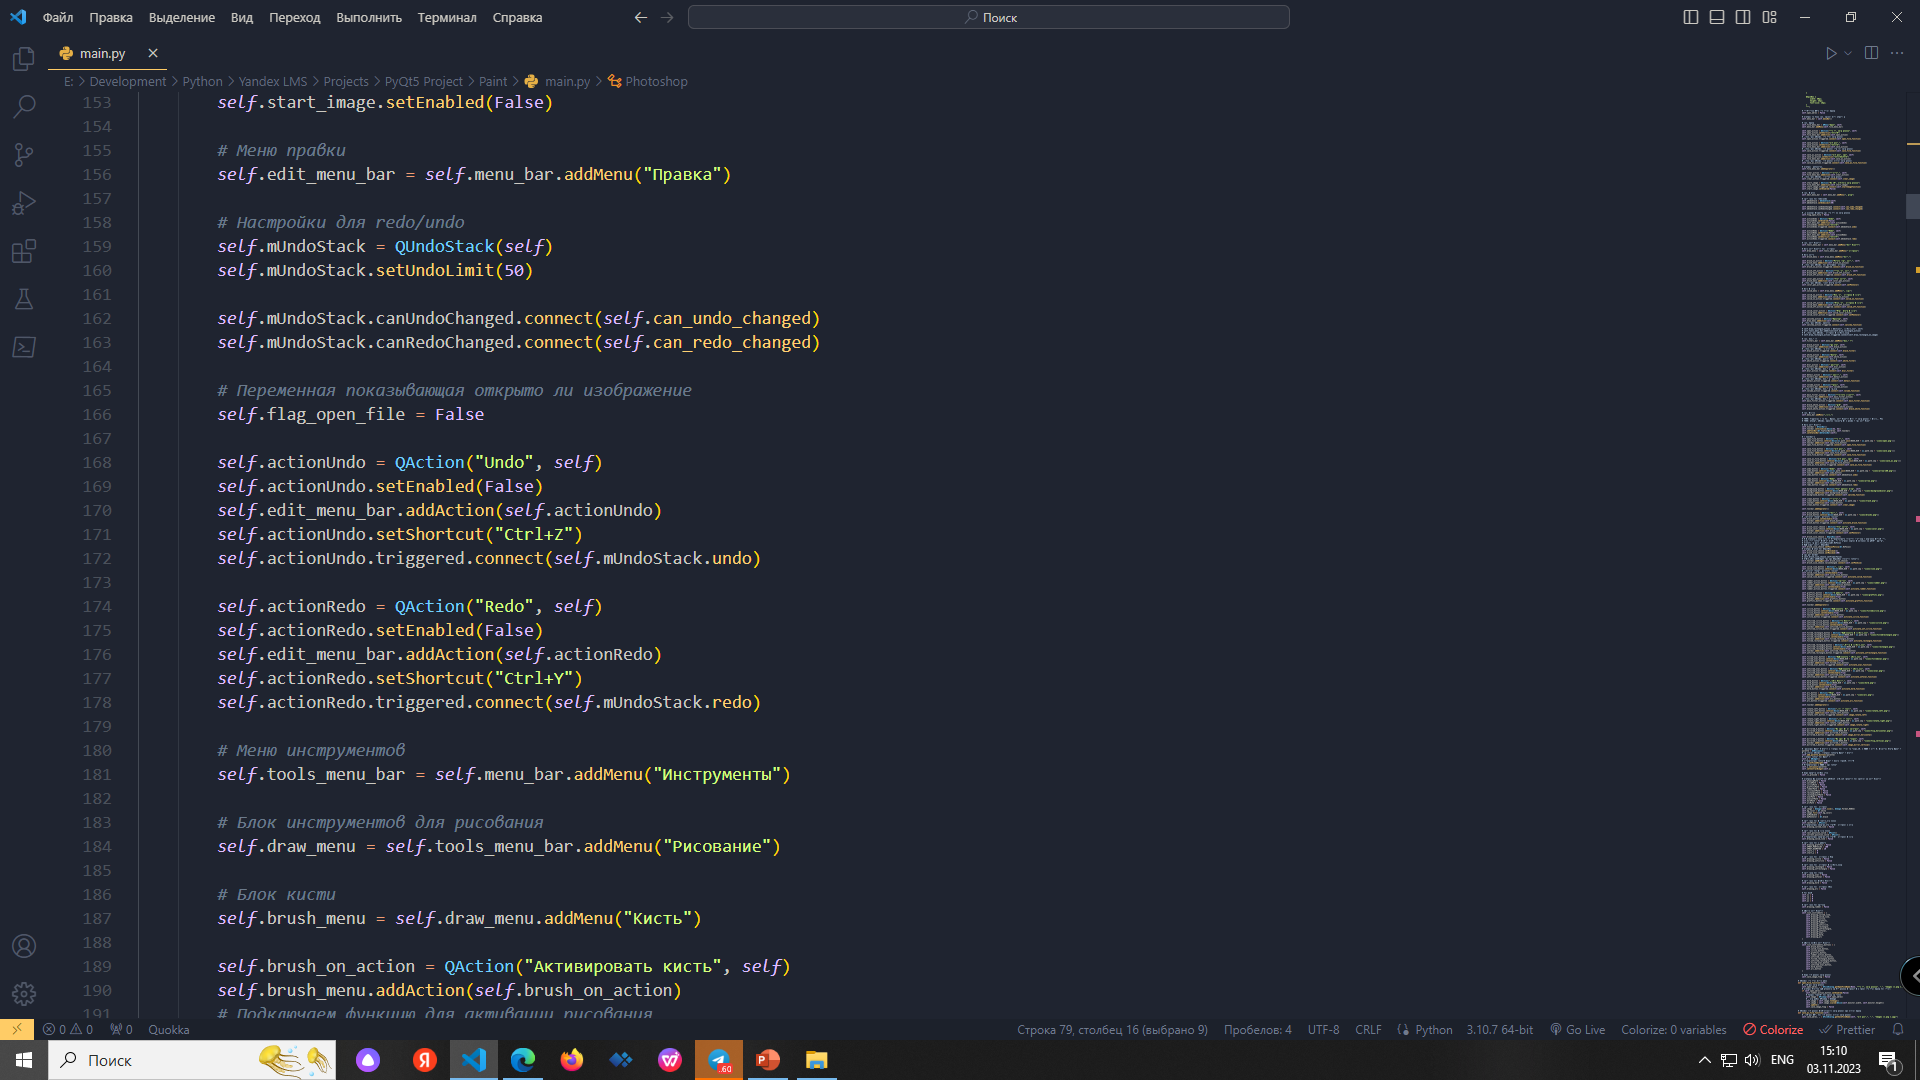 Файл Правка Выделение Вид Переход Выполнить Терминал Справка Поиск
main.py
E: > Development > Python > Yandex LMS > Projects > PyQt5 Project > Paint > main.py > Photoshop
153 self.start_image.setEnabled(False)
154
155 # Меню правки
156 self.edit_menu_bar = self.menu_bar.addMenu("Правка")
157
158 # Настройки для redo/undo
159 self.mUndoStack = QUndoStack(self)
160 self.mUndoStack.setUndoLimit(50)
161
162 self.mUndoStack.canUndoChanged.connect(self.can_undo_changed)
163 self.mUndoStack.canRedoChanged.connect(self.can_redo_changed)
164
165 # Переменная показывающая открыто ли изображение
166 self.flag_open_file = False
167
168 self.actionUndo = QAction("Undo", self)
169 self.actionUndo.setEnabled(False)
170 self.edit_menu_bar.addAction(self.actionUndo)
171 self.actionUndo.setShortcut("Ctrl+Z")
172 self.actionUndo.triggered.connect(self.mUndoStack.undo)
173
174 self.actionRedo = QAction("Redo", self)
175 self.actionRedo.setEnabled(False)
176 self.edit_menu_bar.addAction(self.actionRedo)
177 self.actionRedo.setShortcut("Ctrl+Y")
178 self.actionRedo.triggered.connect(self.mUndoStack.redo)
179
180 # Меню инструментов
181 self.tools_menu_bar = self.menu_bar.addMenu("Инструменты")
182
183 # Блок инструментов для рисования
184 self.draw_menu = self.tools_menu_bar.addMenu("Рисование")
185
186 # Блок кисти
187 self.brush_menu = self.draw_menu.addMenu("Кисть")
188
189 self.brush_on_action = QAction("Активировать кисть", self)
190 self.brush_menu.addAction(self.brush_on_action)
191 # Подключаем функцию для активации рисования
0 0 0 Quokka Строка 79, столбец 16 (выбрано 9) Пробелов: 4 UTF-8 CRLF Python 3.10.7 64-bit Go Live Colorize: 0 variables Colorize Prettier
Поиск .60 ENG 15:10 03.11.2023 1